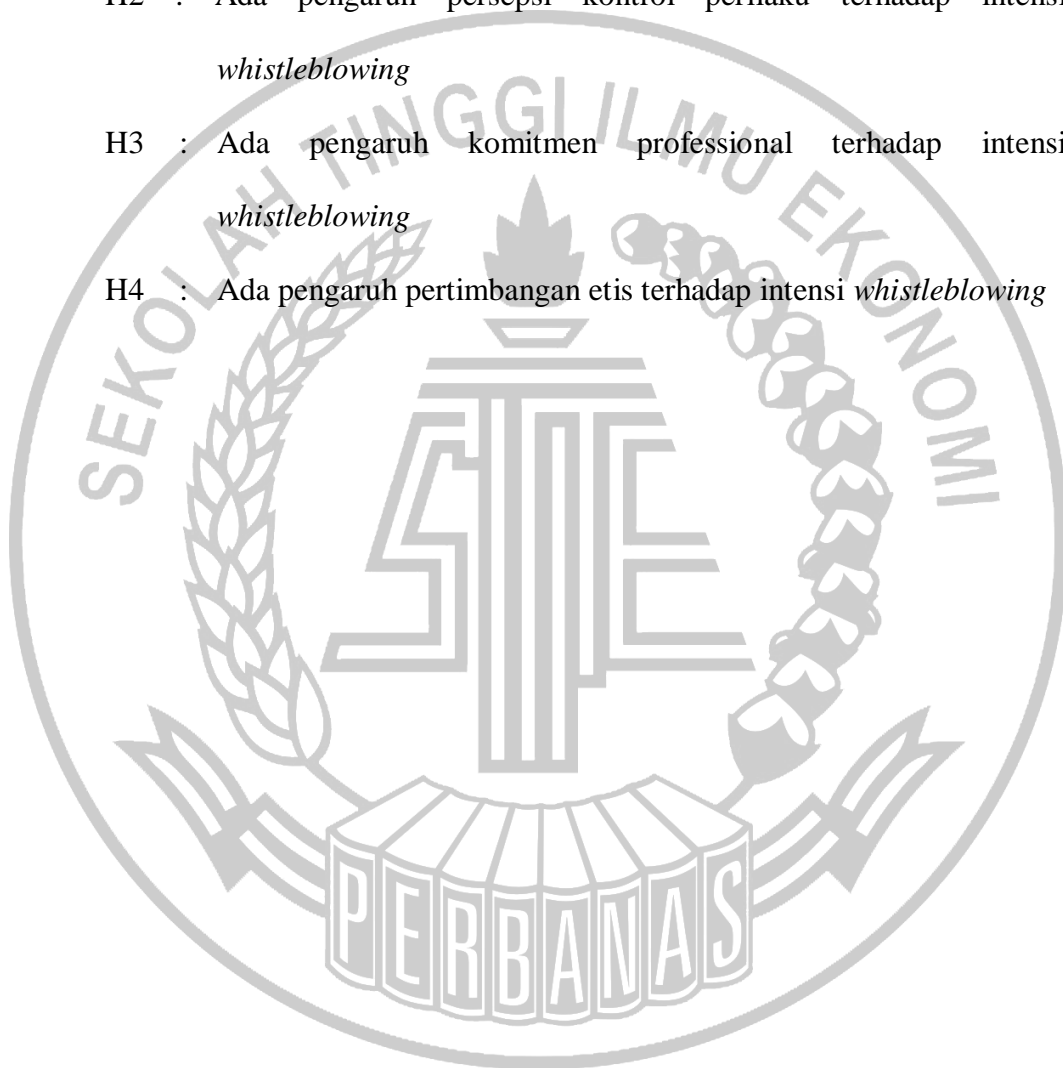 H2 : Ada pengaruh persepsi kontrol perilaku terhadap intensi
whistleblowing
H3 : Ada pengaruh komitmen professional terhadap intensi
whistleblowing
H4 : Ada pengaruh pertimbangan etis terhadap intensi whistleblowing
SEKOLAH TINGGI ILMU EKONOMI
STIE
PERBANAS